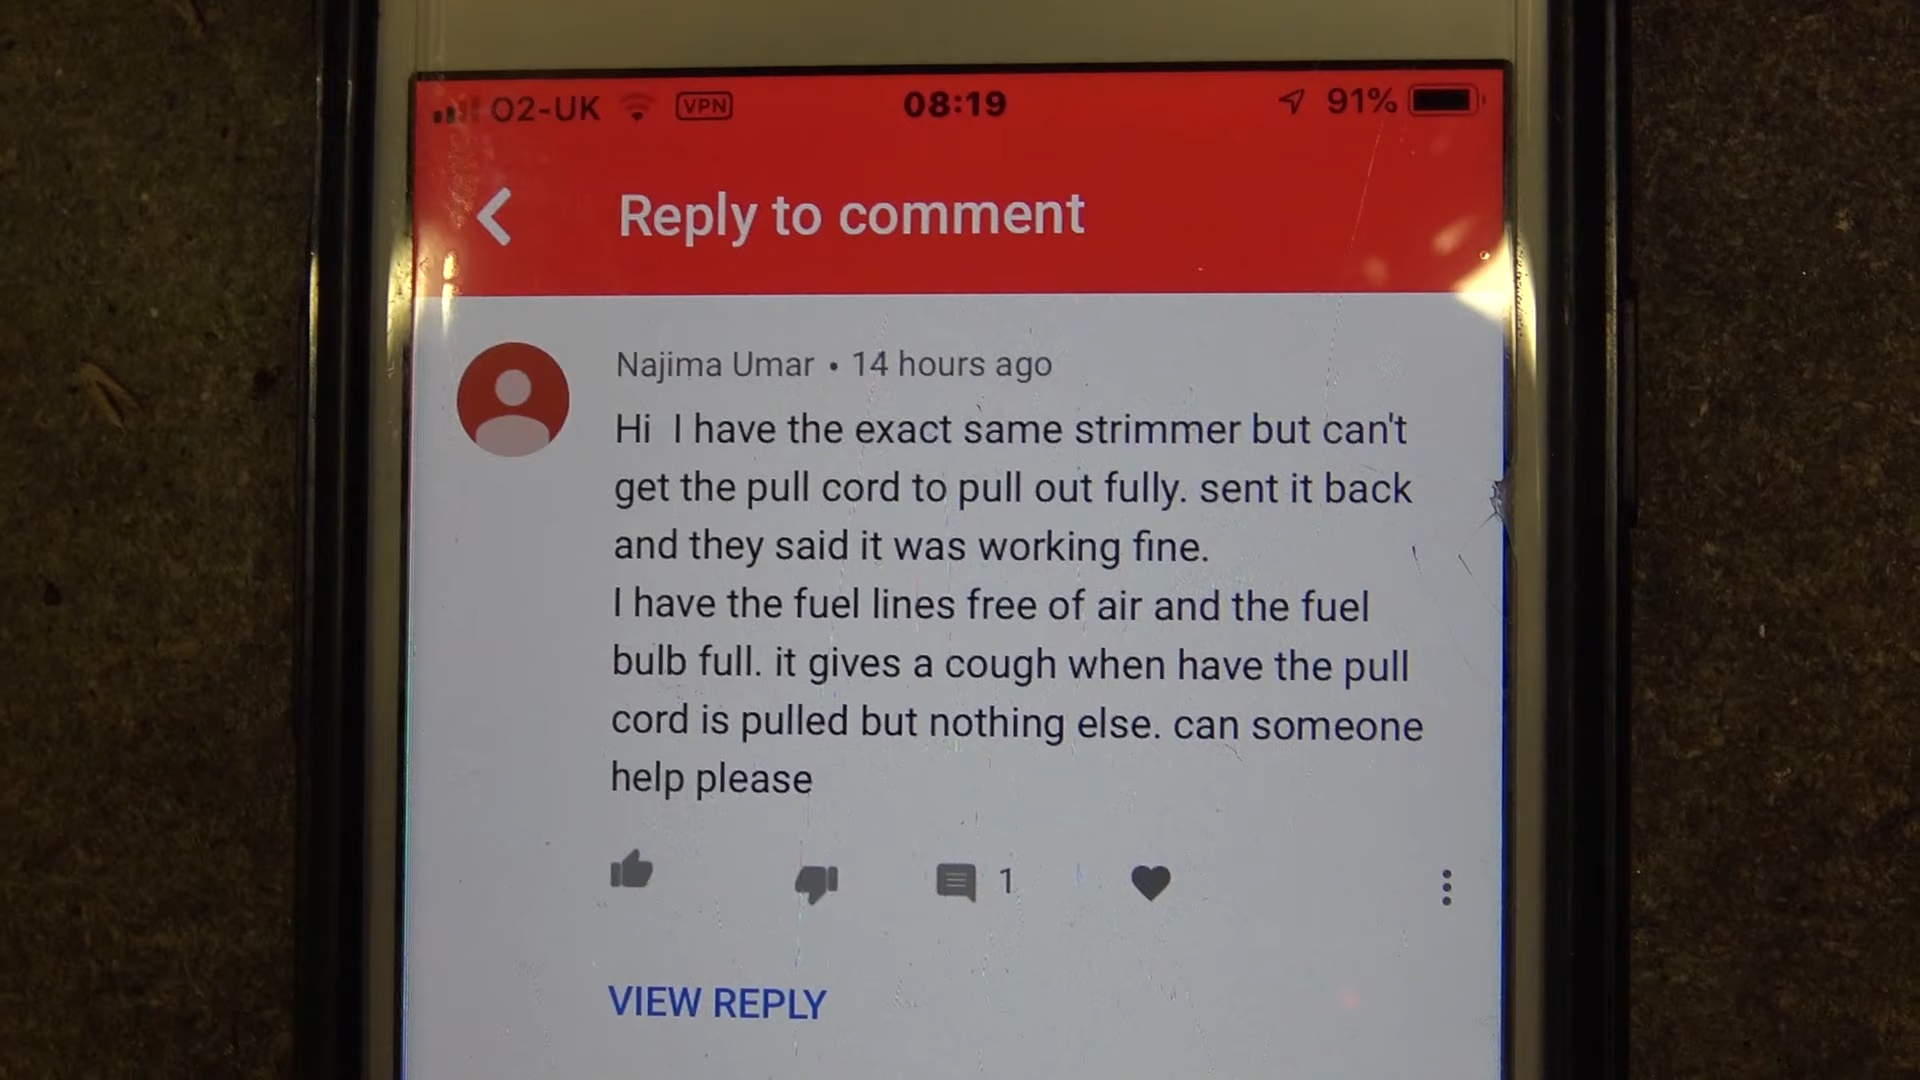 O2-UK VPN 08:19 91%
Reply to comment
Najima Umar • 14 hours ago
Hi  I have the exact same strimmer but can't
get the pull cord to pull out fully. sent it back
and they said it was working fine.
I have the fuel lines free of air and the fuel
bulb full. it gives a cough when have the pull
cord is pulled but nothing else. can someone
help please
1
VIEW REPLY